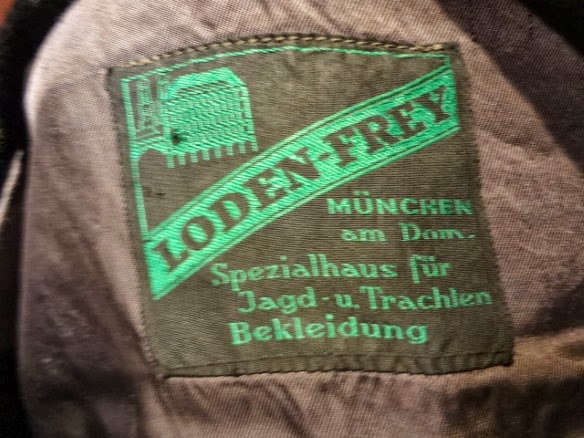 LODEN-FREY
MÜNCHEN
am Dom.
Spezialhaus für
Jagd-u. Trachten
Bekleidung